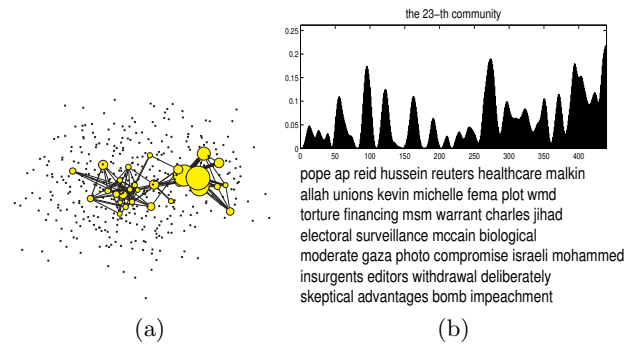 the 23-th community
0.25
0.2
0.15
0.1
0.05
0
0 50 100 150 200 250 300 350 400
pope ap reid hussein reuters healthcare malkin
allah unions kevin michelle fema plot wmd
torture financing msm warrant charles jihad
electoral surveillance mccain biological
moderate gaza photo compromise israeli mohammed
insurgents editors withdrawal deliberately
skeptical advantages bomb impeachment
(a) (b)